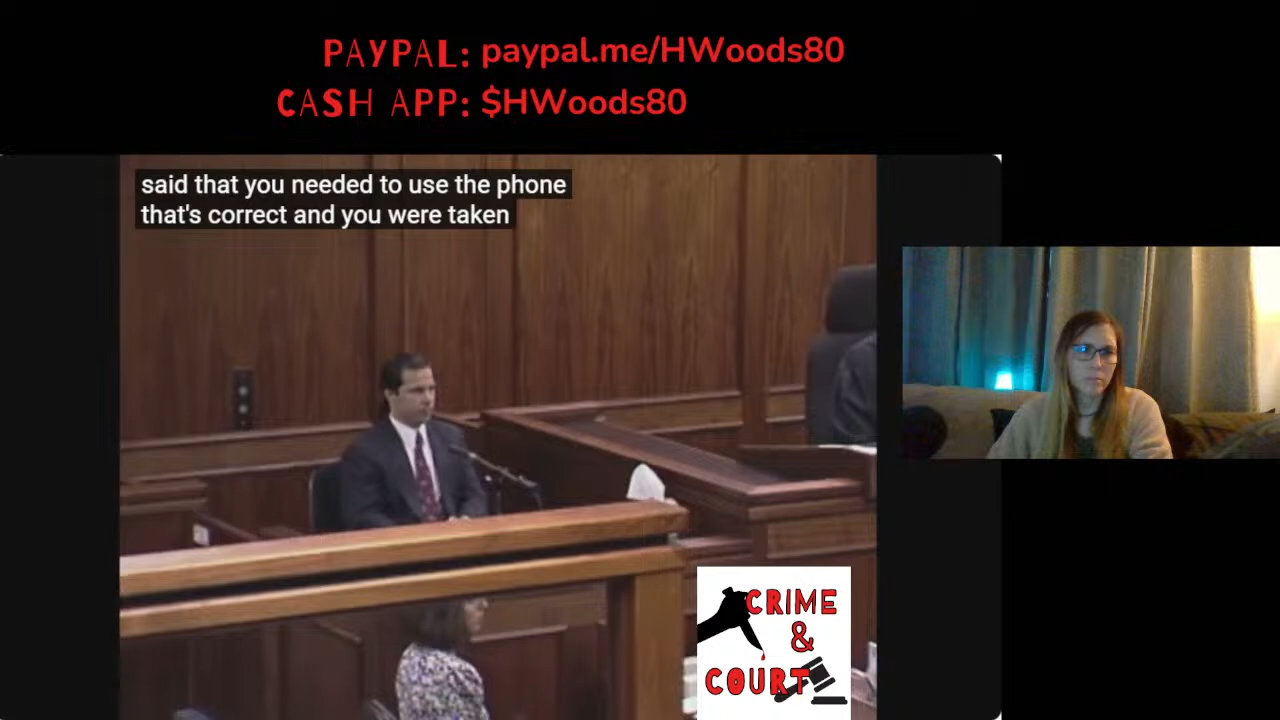 PAYPAL: paypal.me/HWoods80
CASH APP: $HWoods80
said that you needed to use the phone
that's correct and you were taken
CRIME
&
COURT